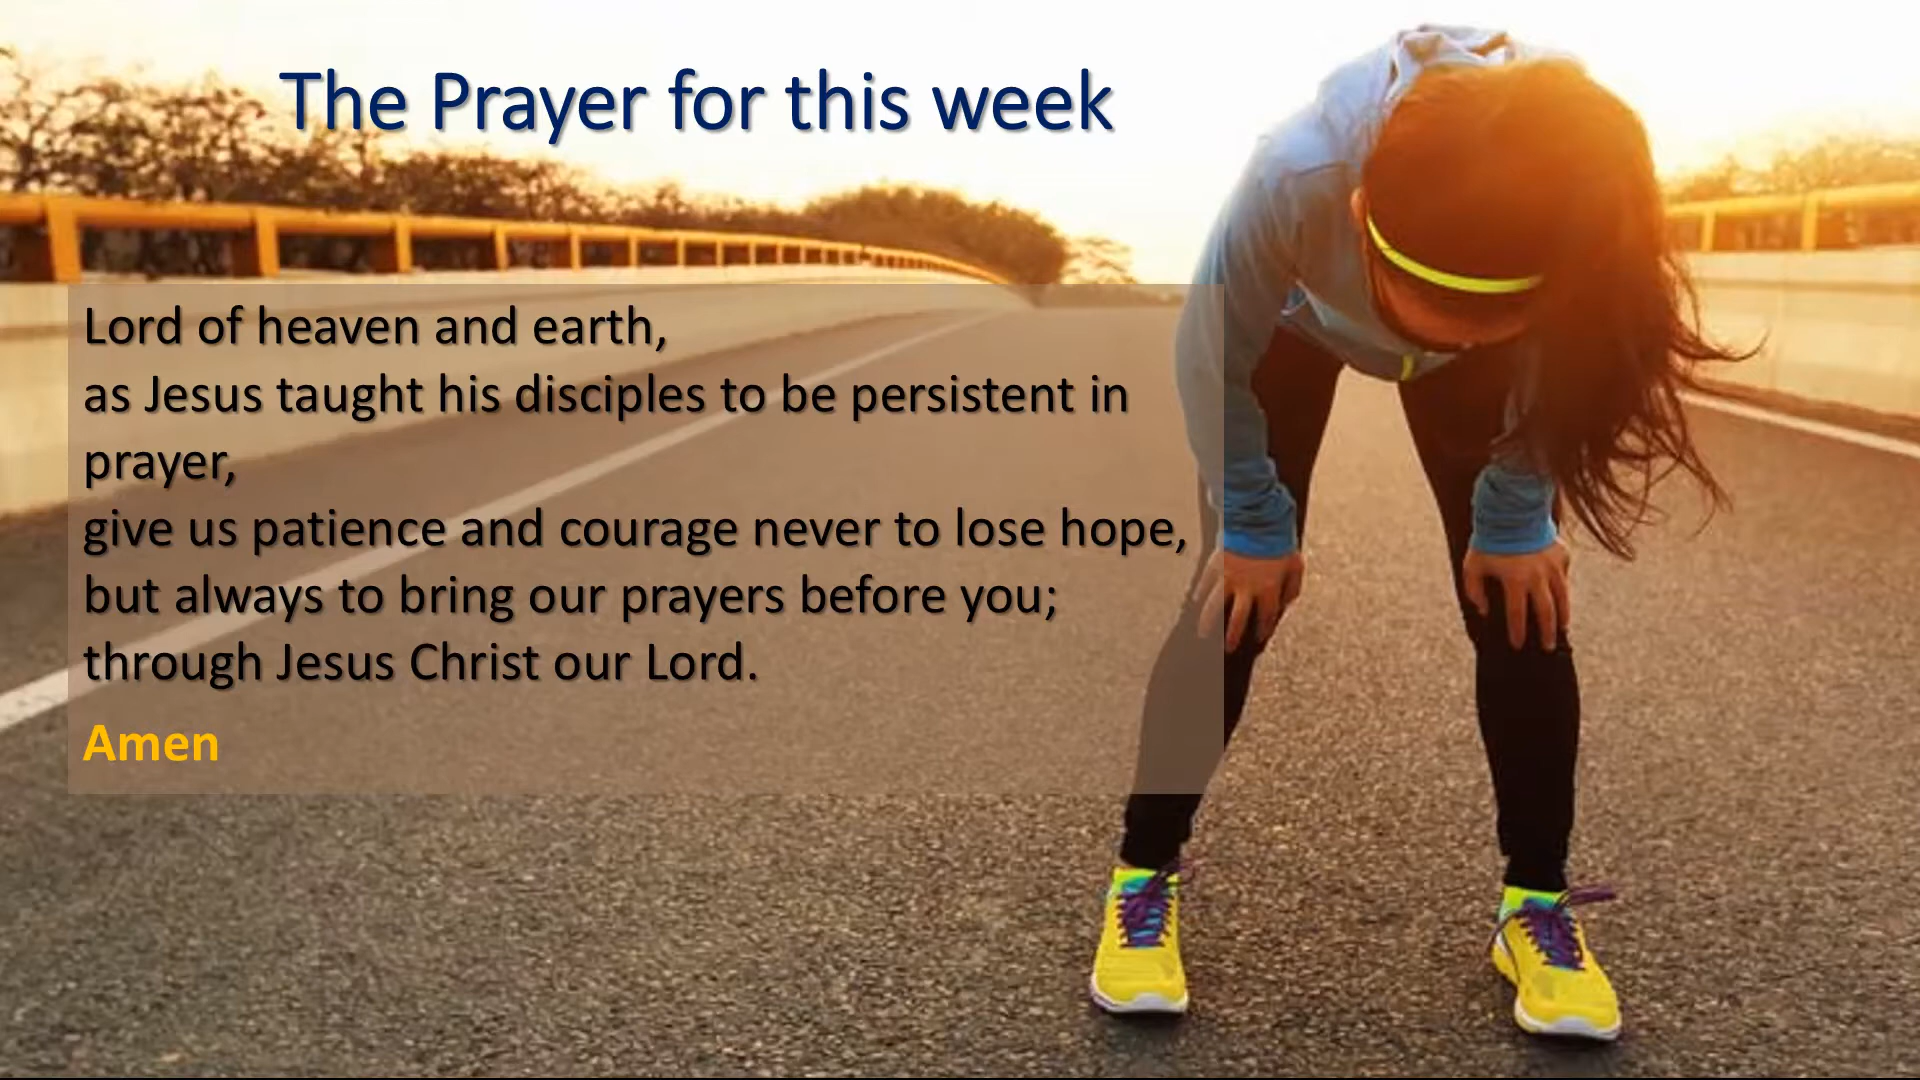 The Prayer for this week
Lord of heaven and earth,
as Jesus taught his disciples to be persistent in
prayer,
give us patience and courage never to lose hope,
but always to bring our prayers before you;
through Jesus Christ our Lord.
Amen